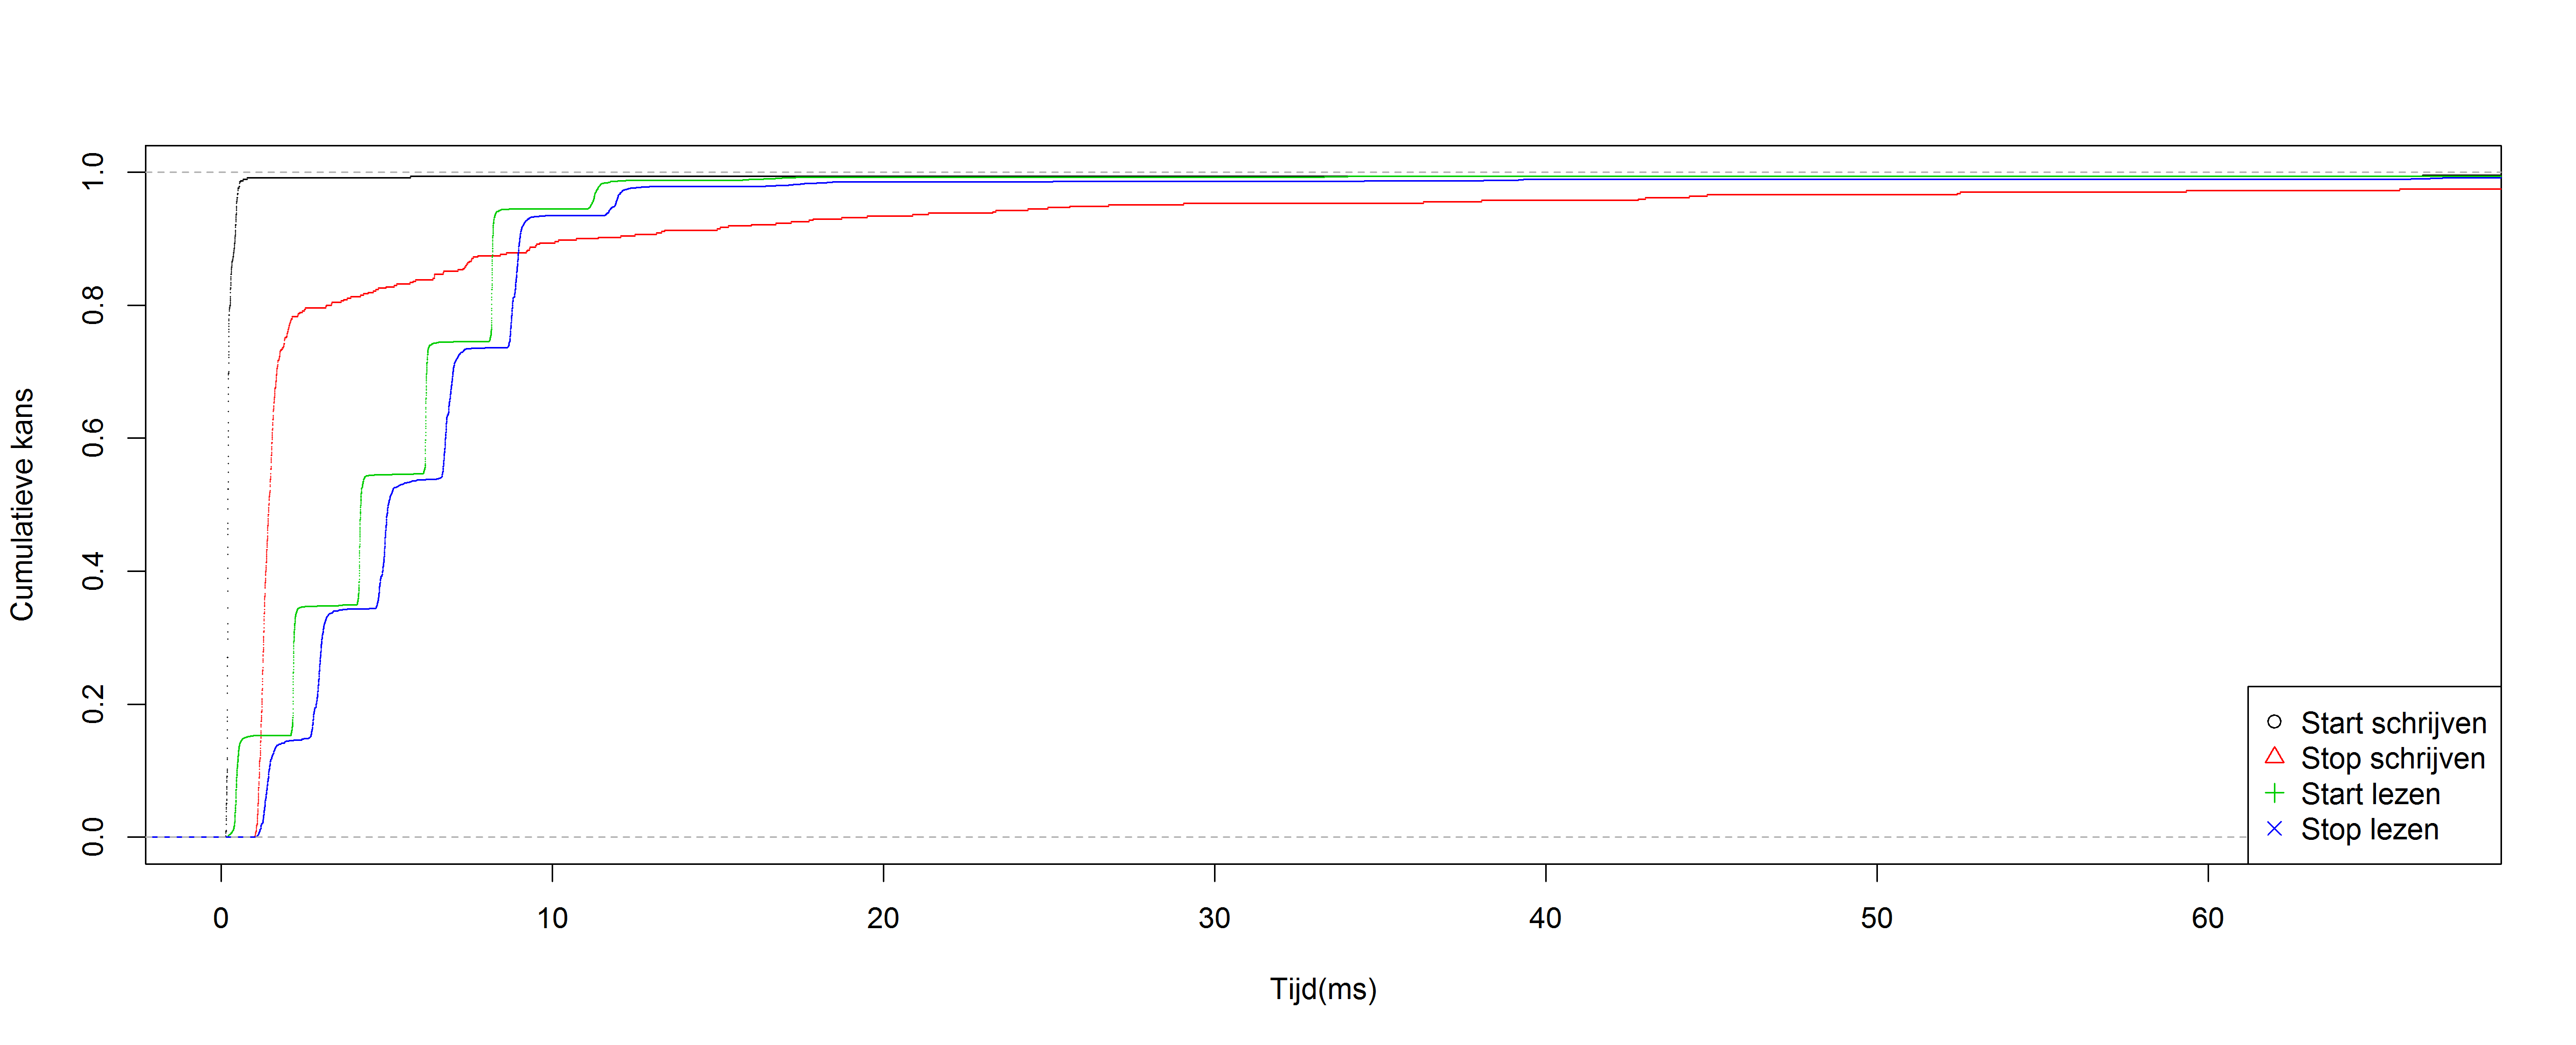 Cumulatieve kans
1.0
0.8
0.6
0.4
0.2
0.0
0 10 20 30 40 50 60
Tijd(ms)
Start schrijven
Stop schrijven
Start lezen
Stop lezen